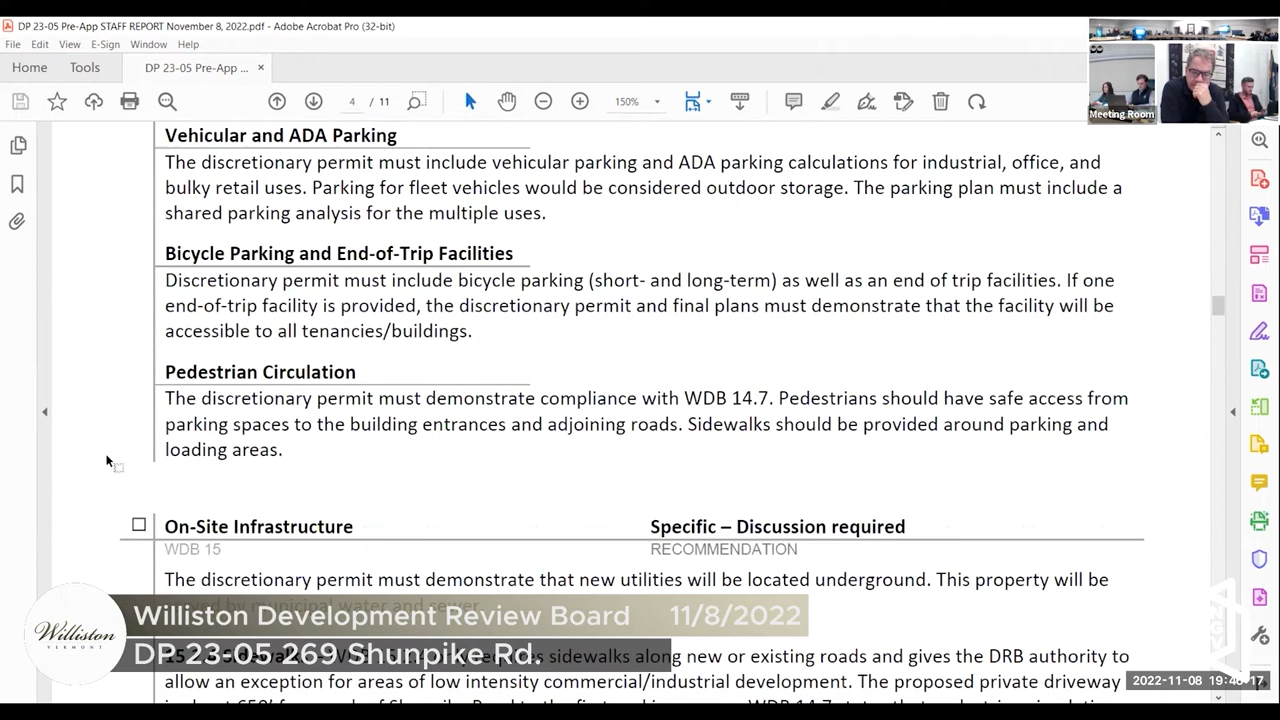 DP 23-05 Pre-App STAFF REPORT November 8, 2022.pdf - Adobe Acrobat Pro (32-bit)
File Edit View E-Sign Window Help
Home Tools DP 23-05 Pre-App ... ×
4 / 11 150%
Meeting Room
Vehicular and ADA Parking
The discretionary permit must include vehicular parking and ADA parking calculations for industrial, office, and
bulky retail uses. Parking for fleet vehicles would be considered outdoor storage. The parking plan must include a
shared parking analysis for the multiple uses.
Bicycle Parking and End-of-Trip Facilities
Discretionary permit must include bicycle parking (short- and long-term) as well as an end of trip facilities. If one
end-of-trip facility is provided, the discretionary permit and final plans must demonstrate that the facility will be
accessible to all tenancies/buildings.
Pedestrian Circulation
The discretionary permit must demonstrate compliance with WDB 14.7. Pedestrians should have safe access from
parking spaces to the building entrances and adjoining roads. Sidewalks should be provided around parking and
loading areas.
On-Site Infrastructure Specific – Discussion required
WDB 15 RECOMMENDATION
The discretionary permit must demonstrate that new utilities will be located underground. This property will be
by municipal water and sewer.
Williston Development Review Board 11/8/2022
Williston
VERMONT
DP 23-05 269 Shunpike Rd.
sidewalks along new or existing roads and gives the DRB authority to
allow an exception for areas of low intensity commercial/industrial development. The proposed private driveway
2022-11-08 19:46:17